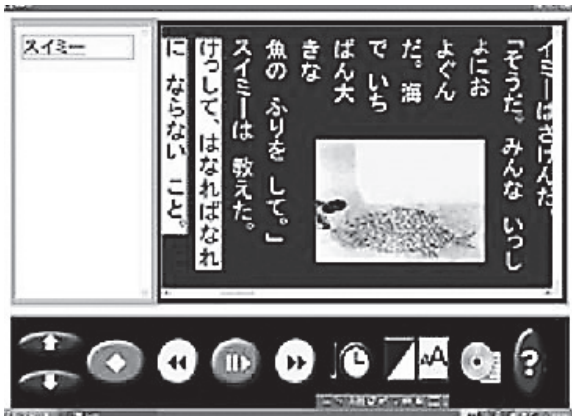 スイミー
イミーはさけんだ。
「そうだ。みんな いっし
ょにお
よぐん
だ。海
で いち
ばん大
きな
魚の ふりを して。」
スイミーは 教えた。
けっして、はなればなれ
に ならない こと。
AA
?